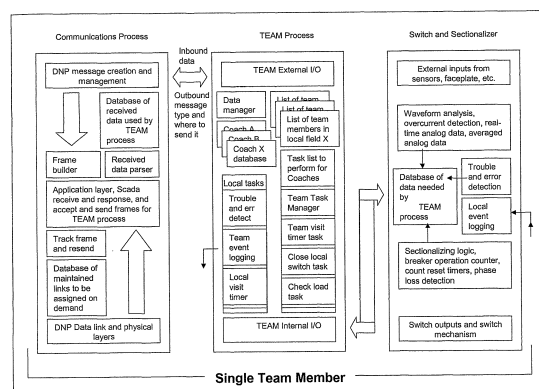 Communications Process
DNP message creation and
management
Database of
received
data used by
TEAM
process
Frame
builder
Received
data parser
Application layer, Scada
receive and response, and
accept and send frames for
TEAM process
Track frame
and resend
Database of
maintained
links to be
assigned on
demand
DNP Data link and physical
layers
Inbound
data
Outbound
message
type and
where to
send it
TEAM Process
TEAM External I/O
Data
manager
Coach A
Coach B
Coach X
database
List of team
List of team
List of team
members in
local field X
Local tasks
Trouble
and err
detect
Team
event
logging
Local
visit
timer
Task list to
perform for
Coaches
Team Task
Manager
Team visit
timer task
Close local
switch task
Check load
task
TEAM Internal I/O
Switch and Sectionalizer
External inputs from
sensors, faceplate, etc.
Waveform analysis,
overcurrent detection, real-
time analog data, averaged
analog data
Database of
data needed
by
TEAM
process
Trouble
and error
detection
Local
event
logging
Sectionalizing logic,
breaker operation counter,
count reset timers, phase
loss detection
Switch outputs and switch
mechanism
Single Team Member